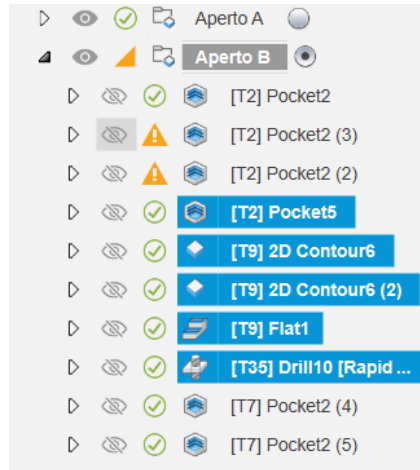 Aperto A
Aperto B
[T2] Pocket2
[T2] Pocket2 (3)
[T2] Pocket2 (2)
[T2] Pocket5
[T9] 2D Contour6
[T9] 2D Contour6 (2)
[T9] Flat1
[T35] Drill10 [Rapid ...
[T7] Pocket2 (4)
[T7] Pocket2 (5)